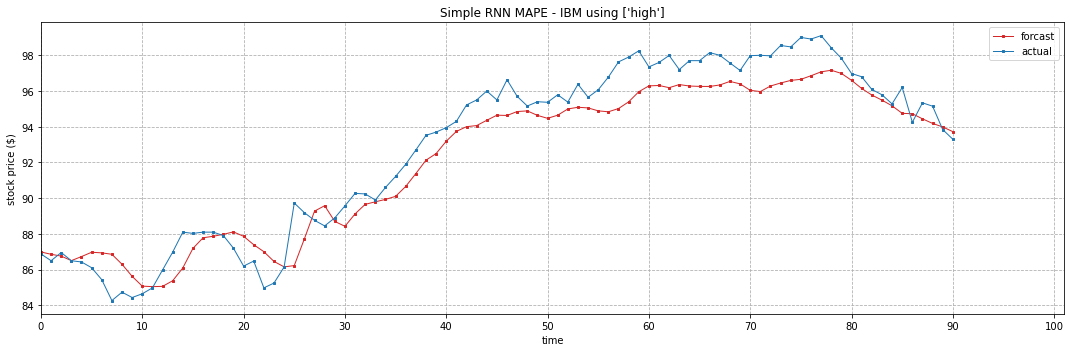 Simple RNN MAPE - IBM using ['high']
forcast
actual
stock price ($)
98
96
94
92
90
88
86
84
0 10 20 30 40 50 60 70 80 90 100
time